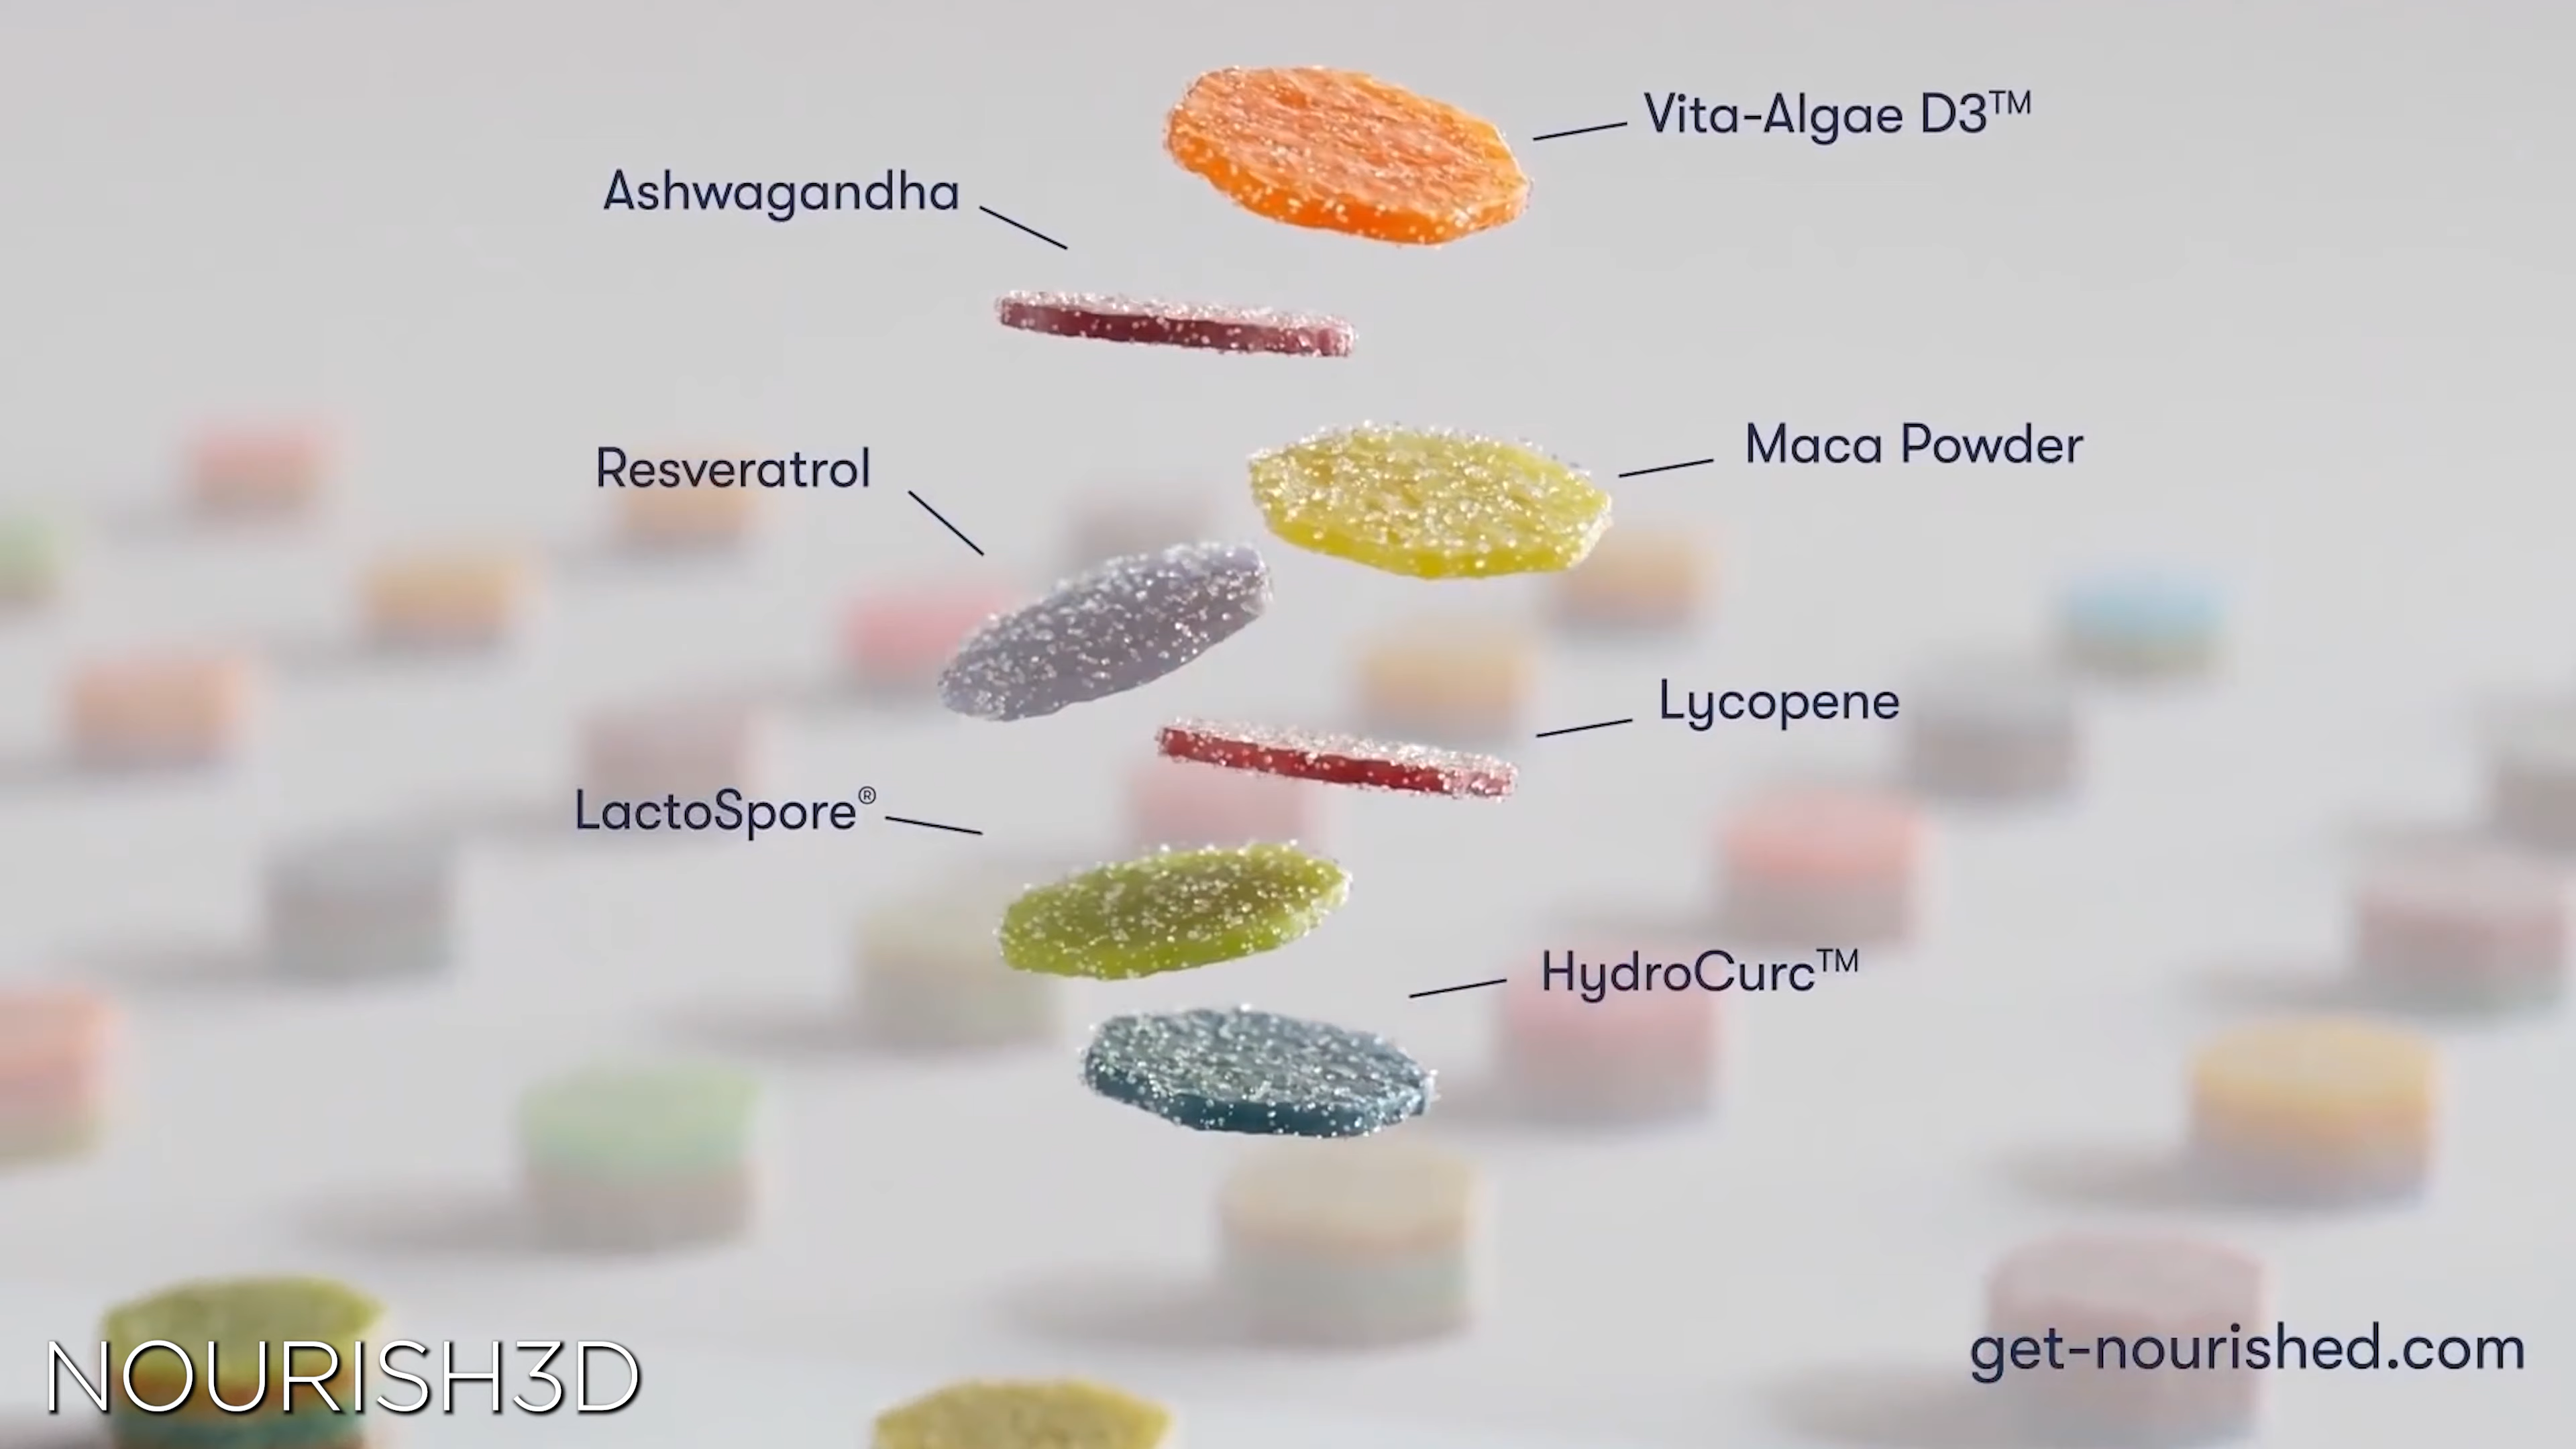 Vita-Algae D3™
Ashwagandha
Maca Powder
Resveratrol
Lycopene
LactoSpore®
HydroCurc™
NOURISH3D
get-nourished.com